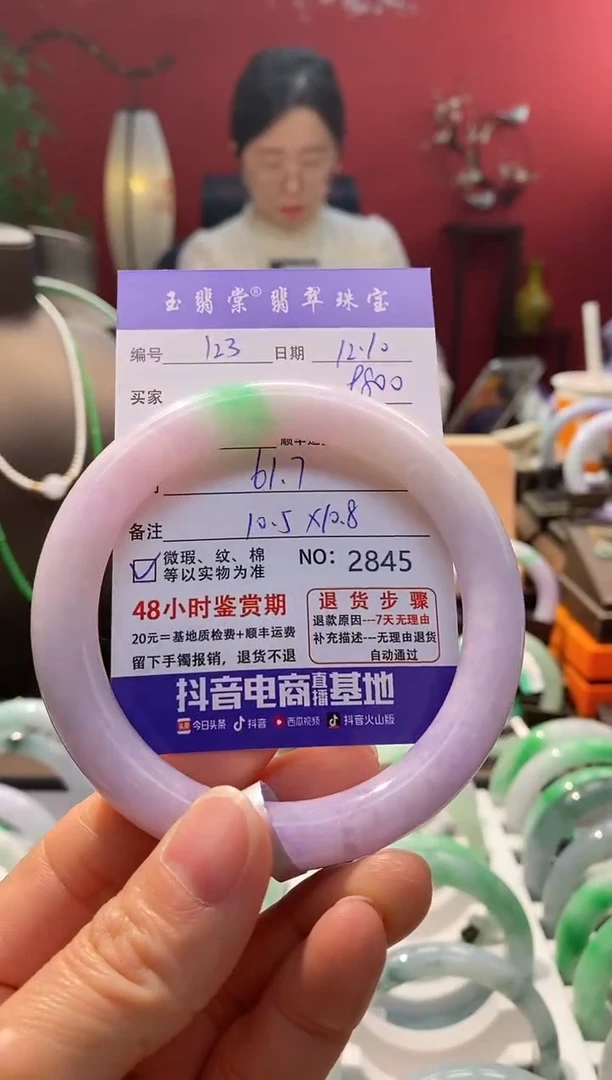 玉翡棠® 翡翠珠宝
编号 123 日期 12.10
买家 9800
61.7
备注 10.5 X10.8
微瑕、纹、棉 NO: 2845
等以实物为准
48小时鉴赏期
20元=基地质检费+顺丰运费
留下手镯报销，退货不退
退货步骤
退款原因---7天无理由
补充描述---无理由退货
自动通过
抖音电商直播基地
头条 今日头条 抖音 西瓜视频 抖音火山版